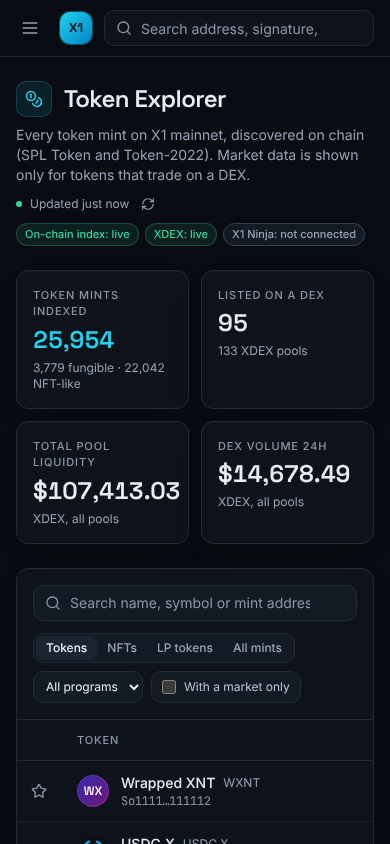 X1
Search address, signature,
Token Explorer
Every token mint on X1 mainnet, discovered on chain
(SPL Token and Token-2022). Market data is shown
only for tokens that trade on a DEX.
Updated just now
On-chain index: live
XDEX: live
X1 Ninja: not connected
TOKEN MINTS
INDEXED
25,954
3,779 fungible · 22,042
NFT-like
LISTED ON A DEX
95
133 XDEX pools
TOTAL POOL
LIQUIDITY
$107,413.03
XDEX, all pools
DEX VOLUME 24H
$14,678.49
XDEX, all pools
Search name, symbol or mint addres
Tokens
NFTs
LP tokens
All mints
All programs
With a market only
TOKEN
WX
Wrapped XNT WXNT
So1111…111112
USDC.X USDC.X